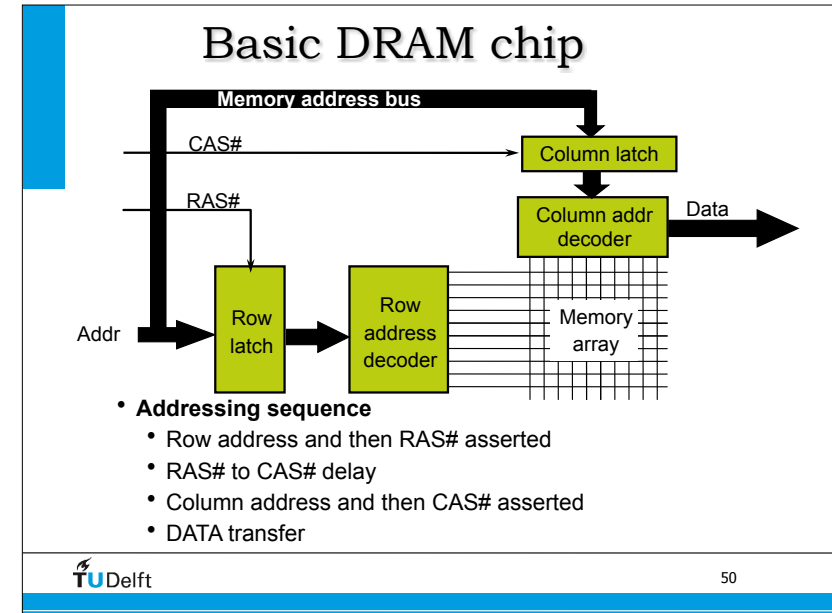 Basic DRAM chip
Memory address bus
CAS#
Column latch
RAS#
Column addr
decoder
Data
Addr
Row
latch
Row
address
decoder
Memory
array
• Addressing sequence
• Row address and then RAS# asserted
• RAS# to CAS# delay
• Column address and then CAS# asserted
• DATA transfer
TUDelft
50